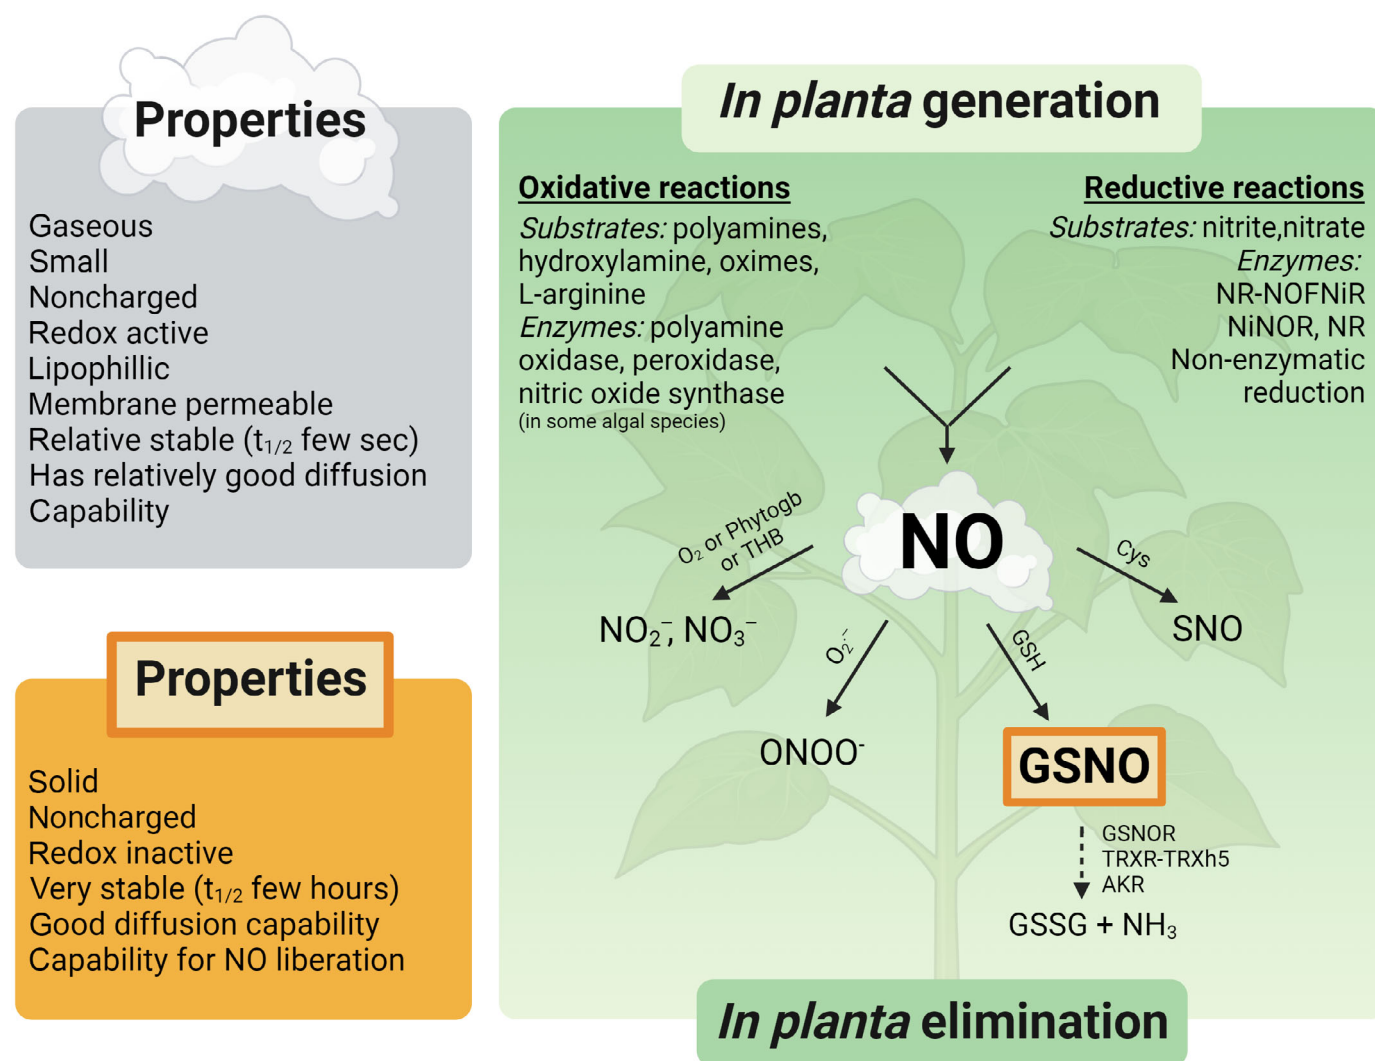 Properties
Gaseous
Small
Noncharged
Redox active
Lipophillic
Membrane permeable
Relative stable (t1/2 few sec)
Has relatively good diffusion
Capability
Properties
Solid
Noncharged
Redox inactive
Very stable (t1/2 few hours)
Good diffusion capability
Capability for NO liberation
In planta generation
Oxidative reactions
Substrates: polyamines,
hydroxylamine, oximes,
L-arginine
Enzymes: polyamine
oxidase, peroxidase,
nitric oxide synthase
(in some algal species)
Reductive reactions
Substrates: nitrite,nitrate
Enzymes:
NR-NOFNiR
NiNOR, NR
Non-enzymatic
reduction
NO
O2 or Phytogb
or THB
NO2−, NO3−
O2·−
ONOO-
GSH
GSNO
Cys
SNO
GSNOR
TRXR-TRXh5
AKR
GSSG + NH3
In planta elimination